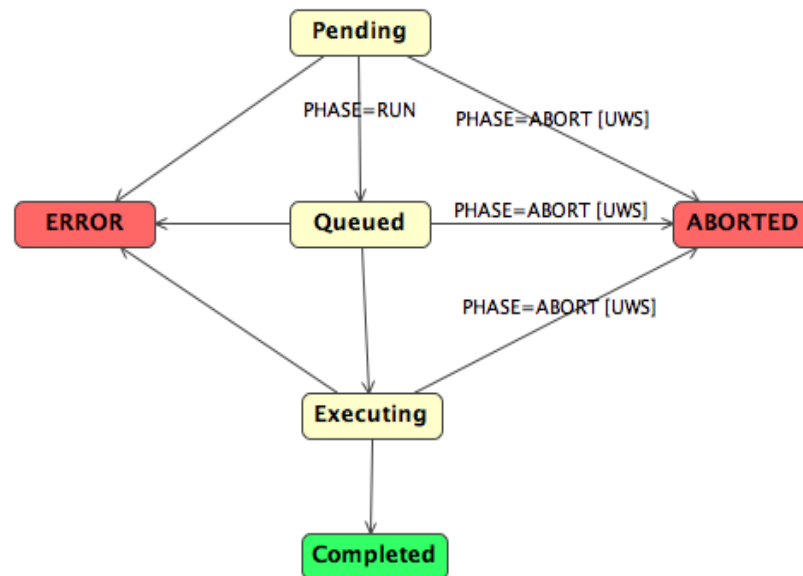 Pending
PHASE=RUN
PHASE=ABORT [UWS]
ERROR
Queued
PHASE=ABORT [UWS]
ABORTED
PHASE=ABORT [UWS]
Executing
Completed